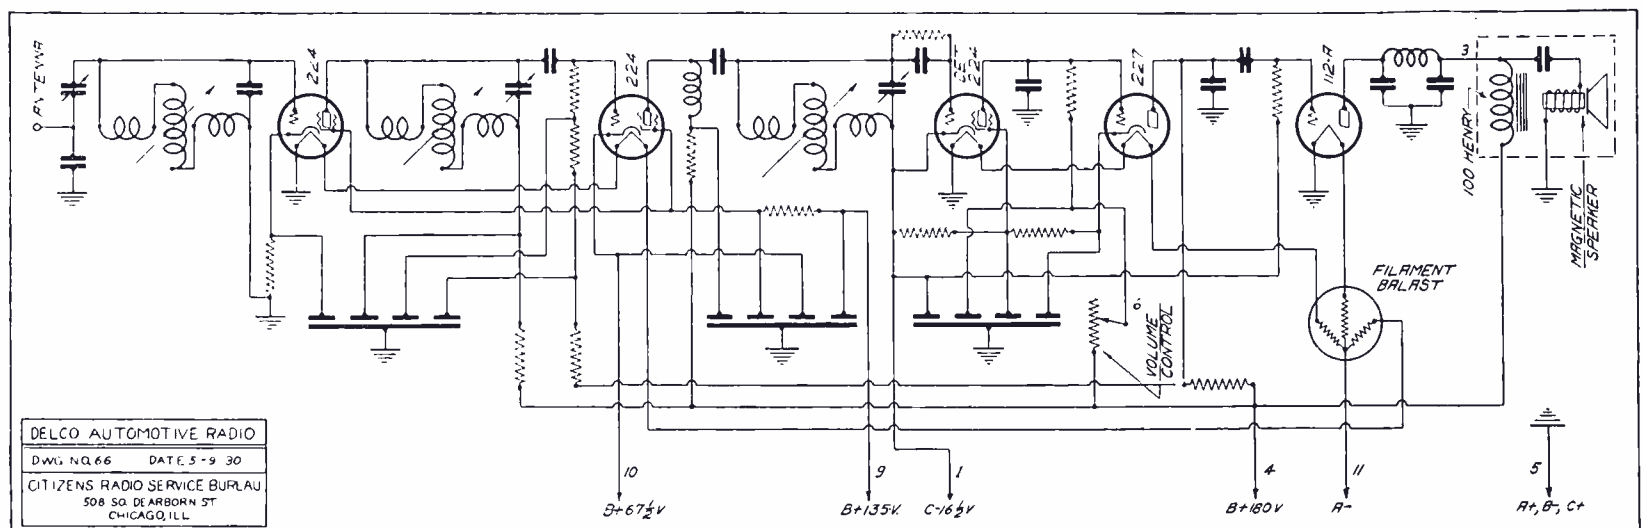 ANTENNA
224
224
DET
224
227
112-A
3
100 HENRY
MAGNETIC
SPEAKER
FILAMENT
BALAST
VOLUME
CONTROL
DELCO AUTOMOTIVE RADIO
DWG NO. 66 DATE 5-9 30
CITIZENS RADIO SERVICE BUREAU
508 SO. DEARBORN ST
CHICAGO, ILL.
10
9
1
4
11
5
B+67½V
B+135V.
C-16½V
B+180V
A-
A+, B-, C+